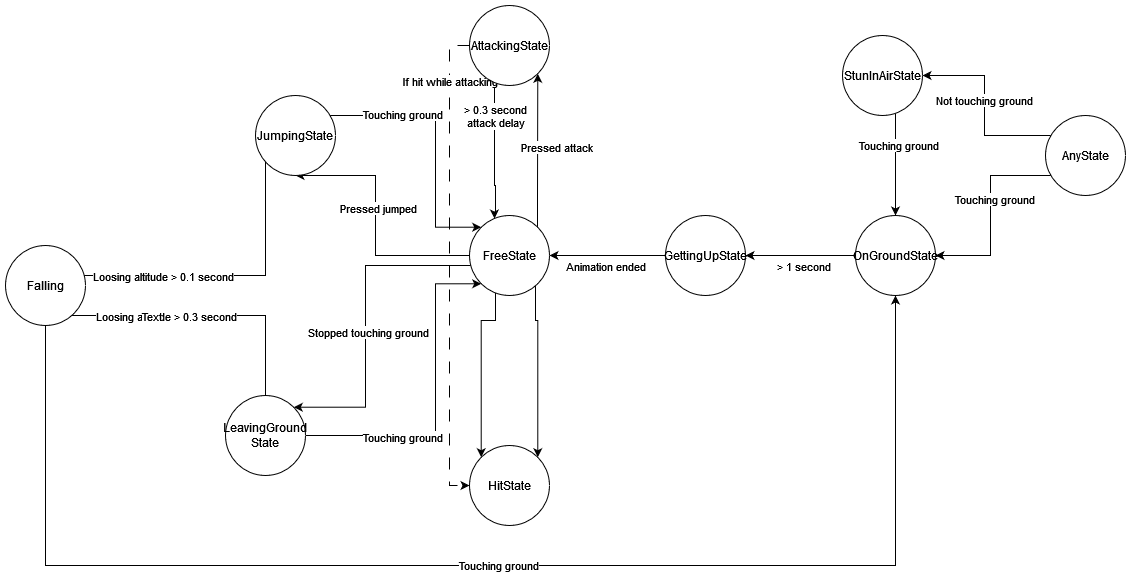 AttackingState
If hit while attacking
StunInAirState
> 0.3 second
attack delay
Not touching ground
JumpingState
Touching ground
Pressed attack
Touching ground
AnyState
Pressed jumped
Touching ground
Falling
Loosing altitude > 0.1 second
FreeState
Animation ended
GettingUpState
> 1 second
OnGroundState
Loosing aTextle > 0.3 second
Stopped touching ground
LeavingGround
State
Touching ground
HitState
Touching ground